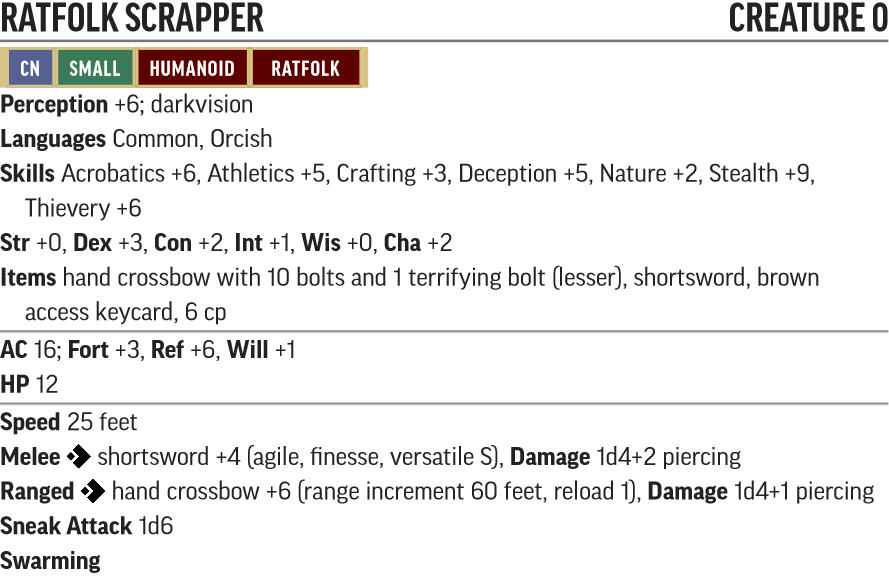 RATFOLK SCRAPPER CREATURE 0
CN SMALL HUMANOID RATFOLK
Perception +6; darkvision
Languages Common, Orcish
Skills Acrobatics +6, Athletics +5, Crafting +3, Deception +5, Nature +2, Stealth +9,
Thievery +6
Str +0, Dex +3, Con +2, Int +1, Wis +0, Cha +2
Items hand crossbow with 10 bolts and 1 terrifying bolt (lesser), shortsword, brown
access keycard, 6 cp
AC 16; Fort +3, Ref +6, Will +1
HP 12
Speed 25 feet
Melee shortsword +4 (agile, finesse, versatile S), Damage 1d4+2 piercing
Ranged hand crossbow +6 (range increment 60 feet, reload 1), Damage 1d4+1 piercing
Sneak Attack 1d6
Swarming